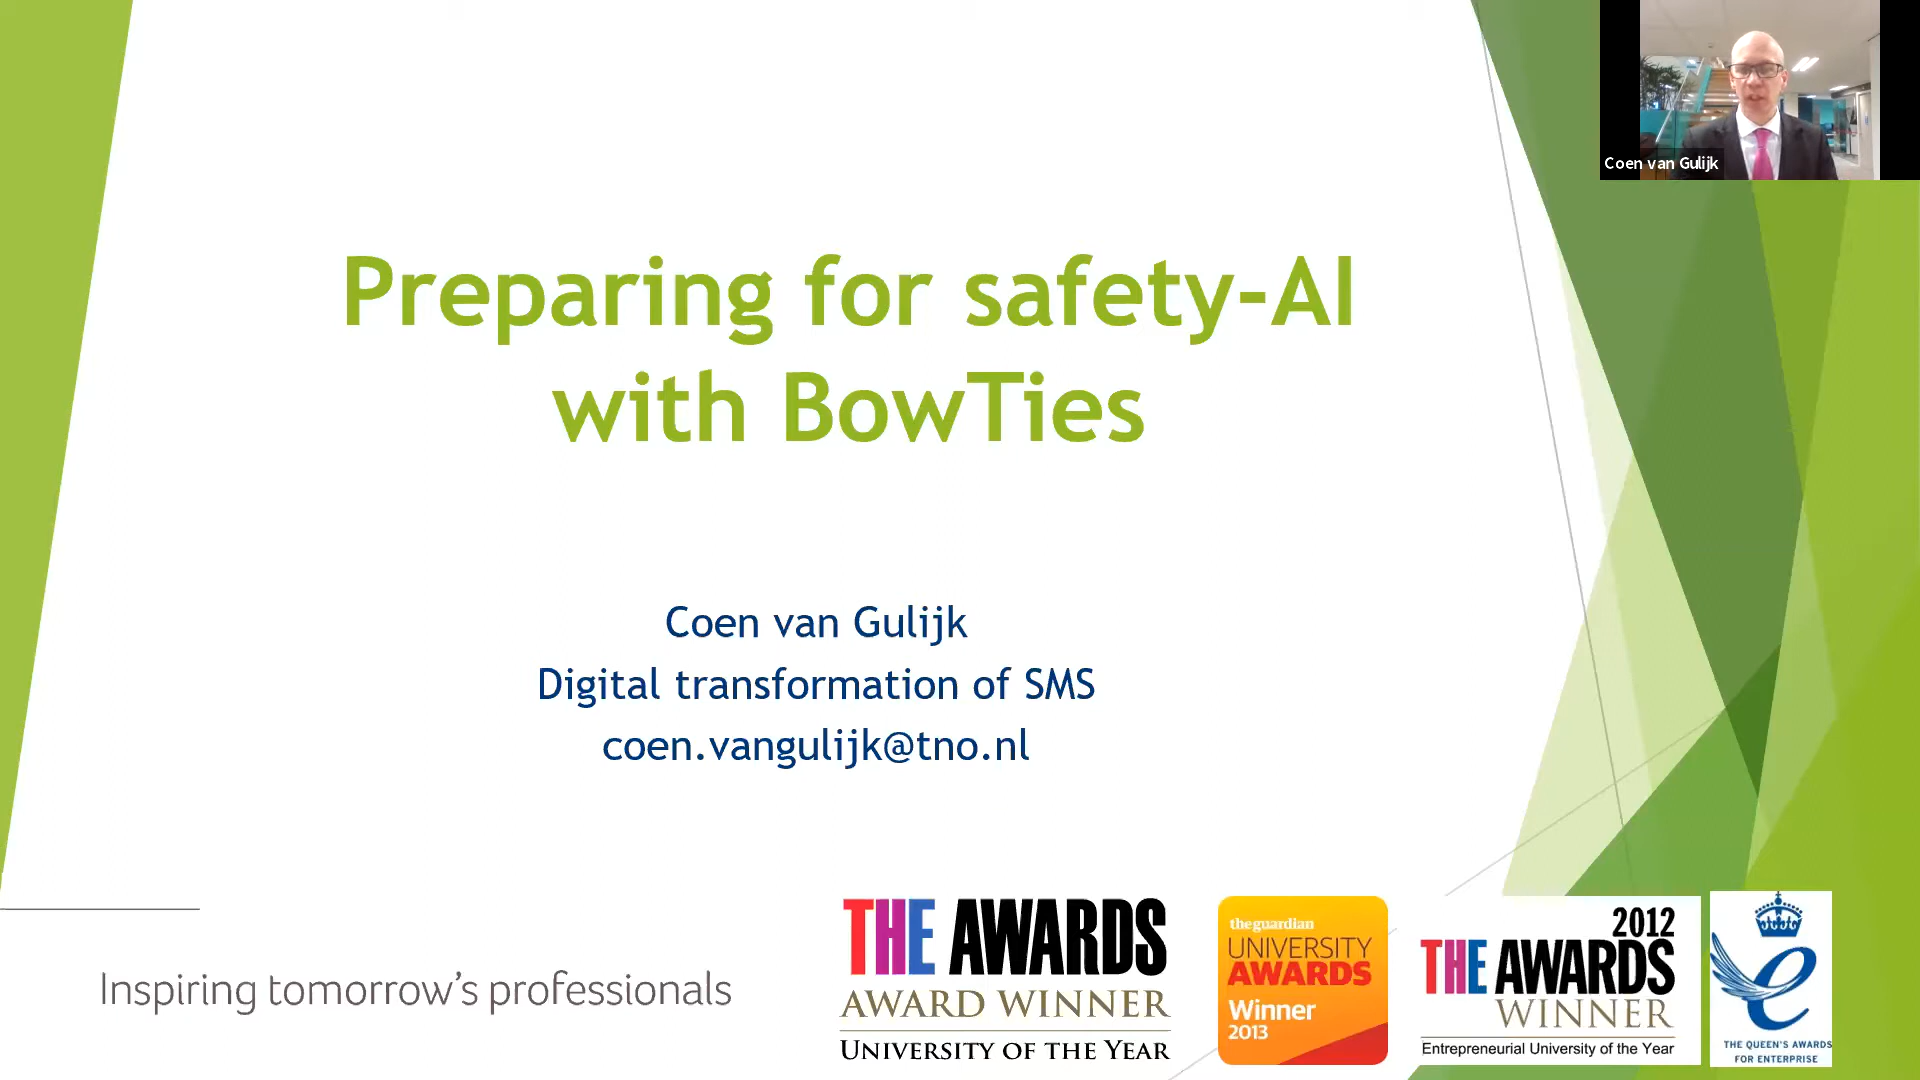 Coen van Gulijk
Preparing for safety-AI
with BowTies
Coen van Gulijk
Digital transformation of SMS
coen.vangulijk@tno.nl
Inspiring tomorrow's professionals
THE AWARDS
AWARD WINNER
UNIVERSITY OF THE YEAR
theguardian
UNIVERSITY
AWARDS
Winner
2013
2012
THE AWARDS
WINNER
Entrepreneurial University of the Year
THE QUEEN'S AWARDS
FOR ENTERPRISE